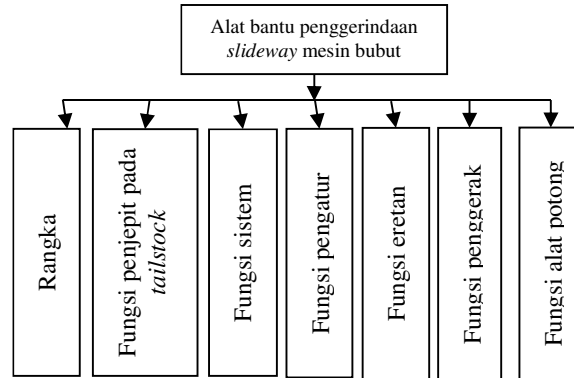 Alat bantu penggerindaan
slideway mesin bubut
Rangka
Fungsi penjepit pada
tailstock
Fungsi sistem
Fungsi pengatur
Fungsi eretan
Fungsi penggerak
Fungsi alat potong